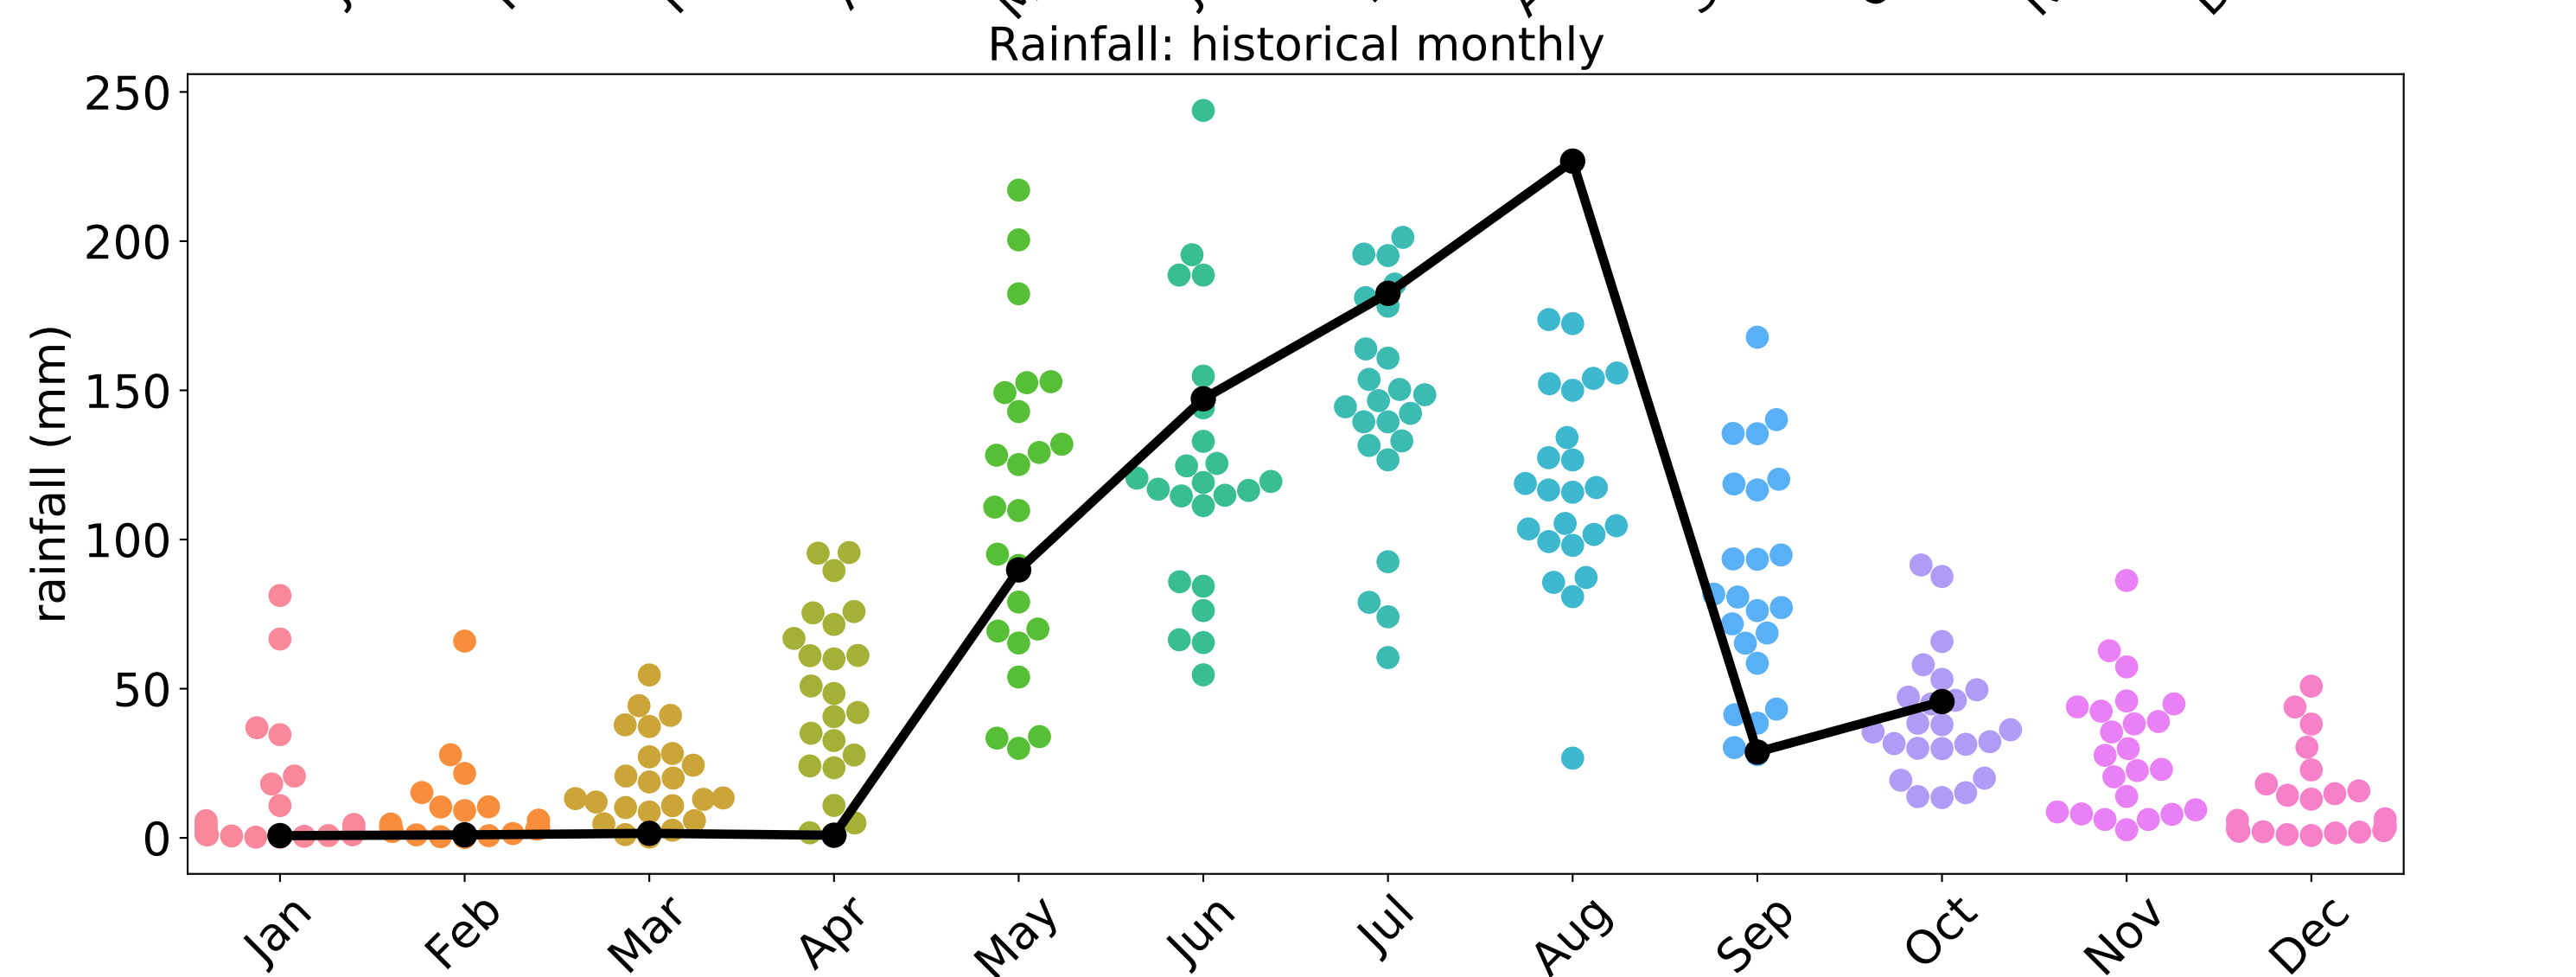 Rainfall: historical monthly
250
200
150
100
50
0
rainfall (mm)
Jan
Feb
Mar
Apr
May
Jun
Jul
Aug
Sep
Oct
Nov
Dec